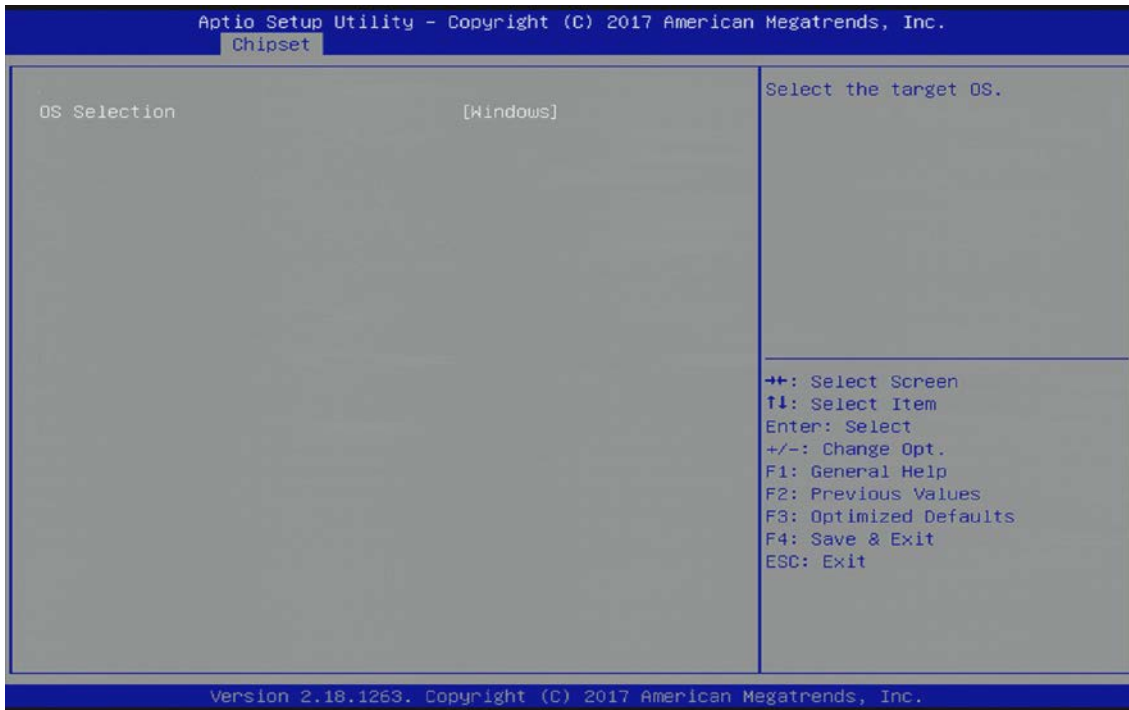 Aptio Setup Utility – Copyright (C) 2017 American Megatrends, Inc.
Chipset
OS Selection [Windows]
Select the target OS.
→←: Select Screen
↑↓: Select Item
Enter: Select
+/-: Change Opt.
F1: General Help
F2: Previous Values
F3: Optimized Defaults
F4: Save & Exit
ESC: Exit
Version 2.18.1263. Copyright (C) 2017 American Megatrends, Inc.